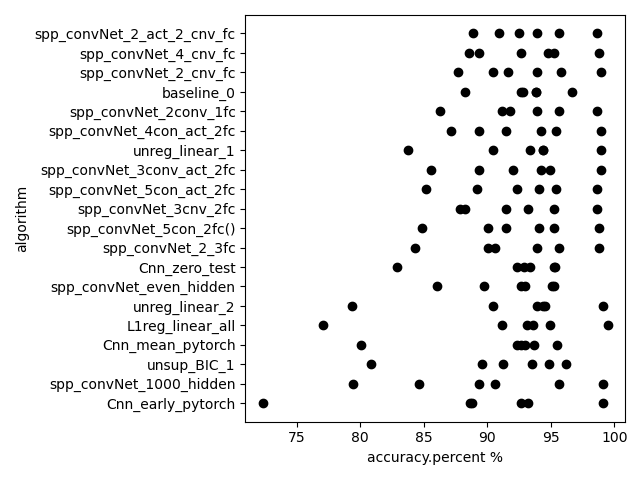 spp_convNet_2_act_2_cnv_fc
spp_convNet_4_cnv_fc
spp_convNet_2_cnv_fc
baseline_0
spp_convNet_2conv_1fc
spp_convNet_4con_act_2fc
unreg_linear_1
spp_convNet_3conv_act_2fc
spp_convNet_5con_act_2fc
spp_convNet_3cnv_2fc
spp_convNet_5con_2fc()
spp_convNet_2_3fc
Cnn_zero_test
spp_convNet_even_hidden
unreg_linear_2
L1reg_linear_all
Cnn_mean_pytorch
unsup_BIC_1
spp_convNet_1000_hidden
Cnn_early_pytorch
algorithm
75 80 85 90 95 100
accuracy.percent %